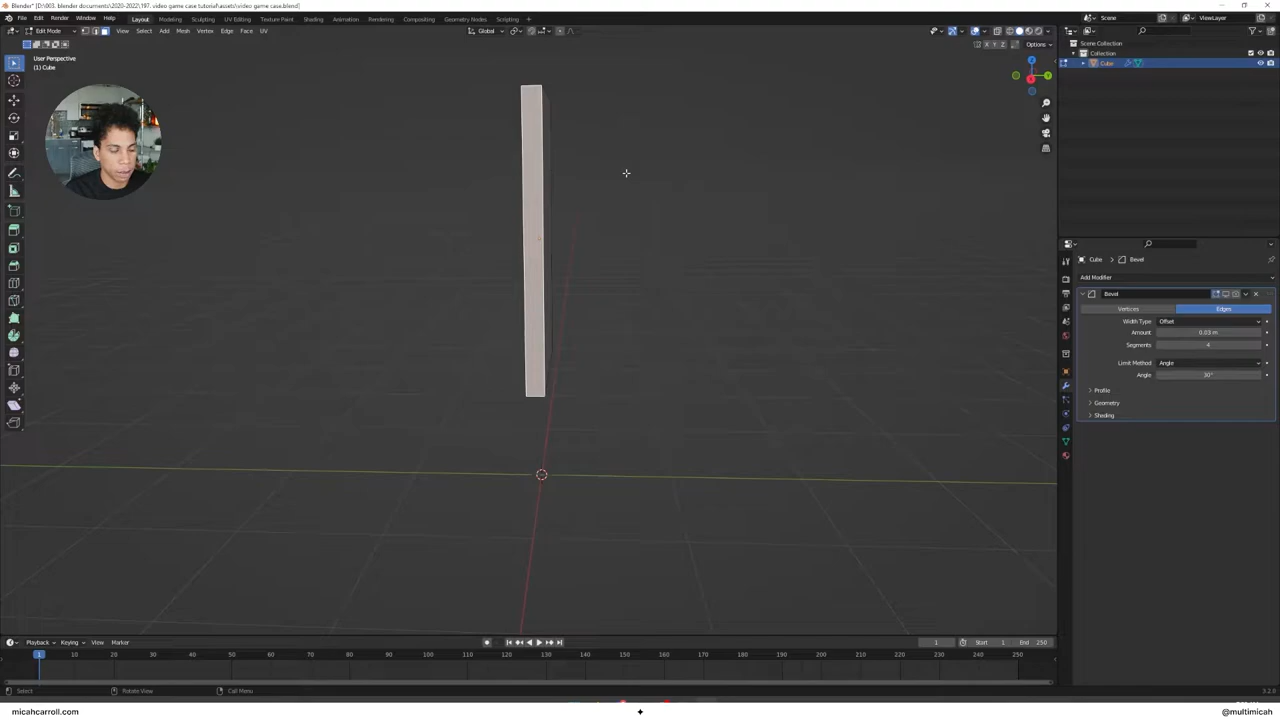 Blender* [D:\003. blender documents\2020-2022\197. video game case tutorial\assets\video game case.blend]
File Edit Render Window Help Layout Modeling Sculpting UV Editing Texture Paint Shading Animation Rendering Compositing Geometry Nodes Scripting Scene ViewLayer
Edit Mode View Select Add Mesh Vertex Edge Face UV Global
X Y Z Options
Scene Collection
Collection
Cube
User Perspective
(1) Cube
Z
Y
X
Cube > Bevel
Add Modifier
Bevel
Vertices Edges
Width Type Offset
Amount 0.03 m
Segments 4
Limit Method Angle
Angle 30°
Profile
Geometry
Shading
Playback Keying View Marker 1 Start 1 End 250
1 10 20 30 40 50 60 70 80 90 100 110 120 130 140 150 160 170 180 190 200 210 220 230 240 250
Select Rotate View Call Menu 3.2.0
micahcarroll.com @multimicah